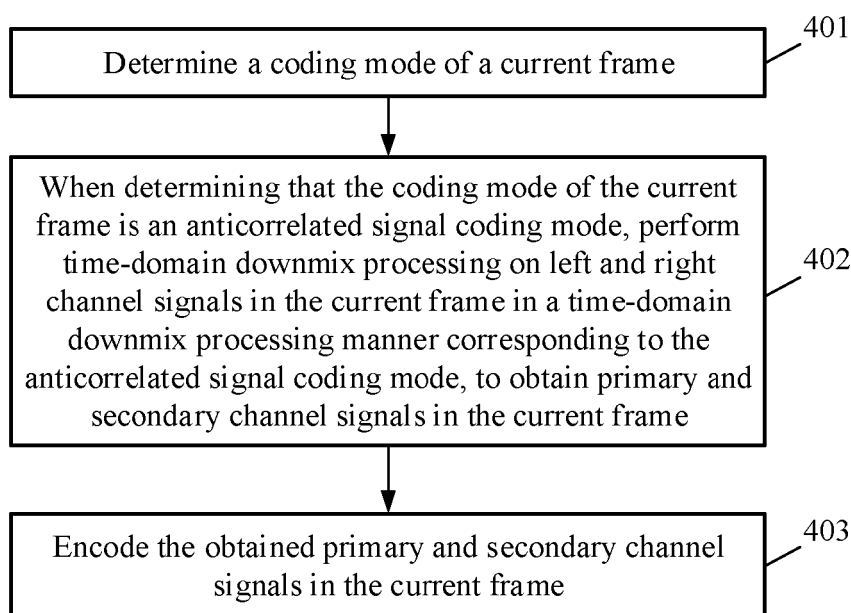 401
Determine a coding mode of a current frame
When determining that the coding mode of the current
frame is an anticorrelated signal coding mode, perform
time-domain downmix processing on left and right
channel signals in the current frame in a time-domain
downmix processing manner corresponding to the
anticorrelated signal coding mode, to obtain primary and
secondary channel signals in the current frame
402
Encode the obtained primary and secondary channel
signals in the current frame
403